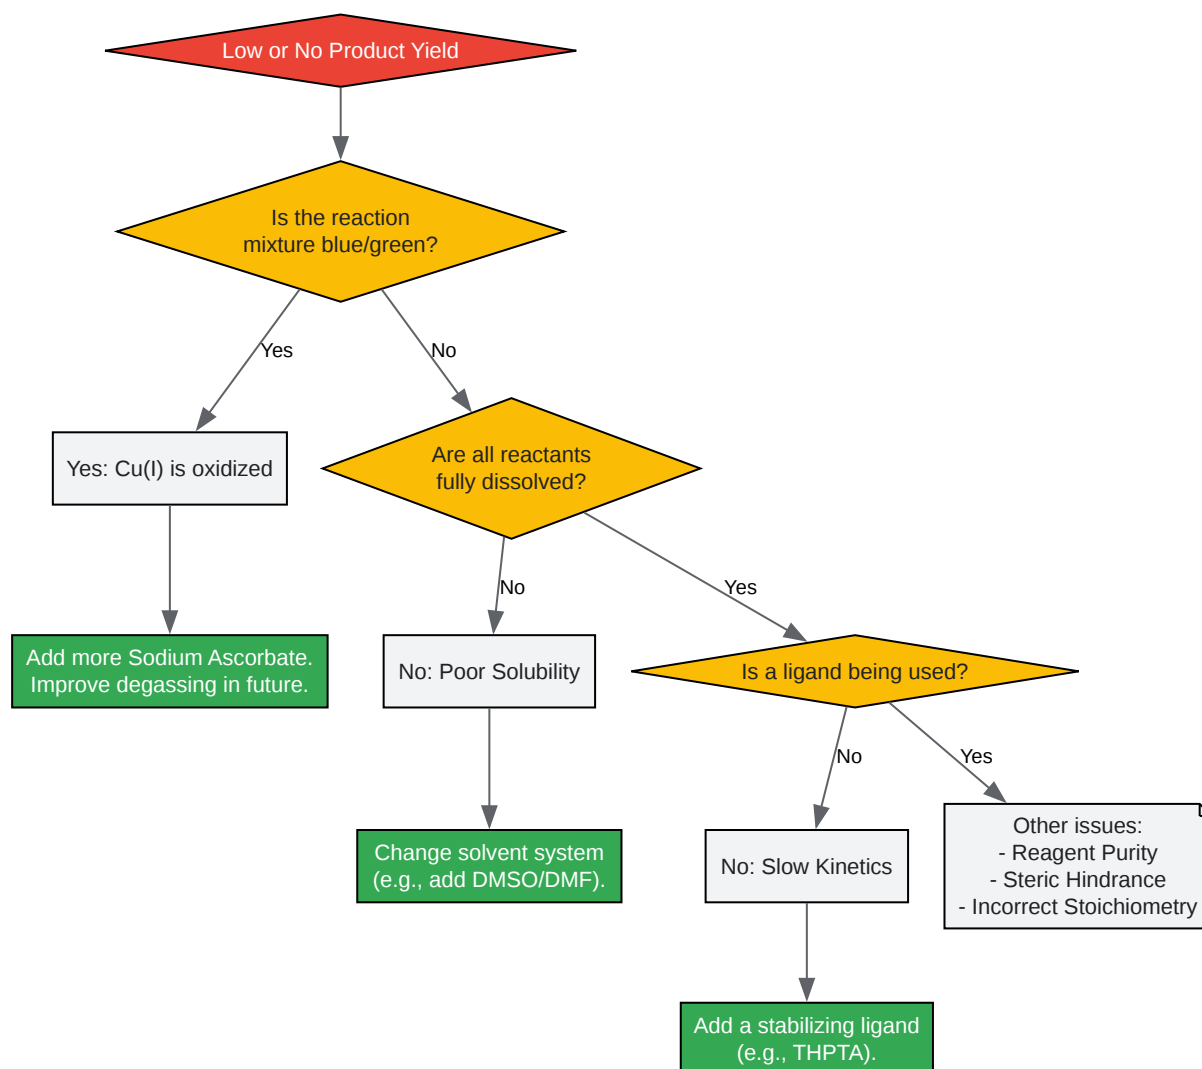 Low or No Product Yield
Is the reaction
mixture blue/green?
Yes
No
Yes: Cu(I) is oxidized
Are all reactants
fully dissolved?
No
Yes
Add more Sodium Ascorbate.
Improve degassing in future.
No: Poor Solubility
Is a ligand being used?
No
Yes
Change solvent system
(e.g., add DMSO/DMF).
No: Slow Kinetics
Other issues:
- Reagent Purity
- Steric Hindrance
- Incorrect Stoichiometry
Add a stabilizing ligand
(e.g., THPTA).